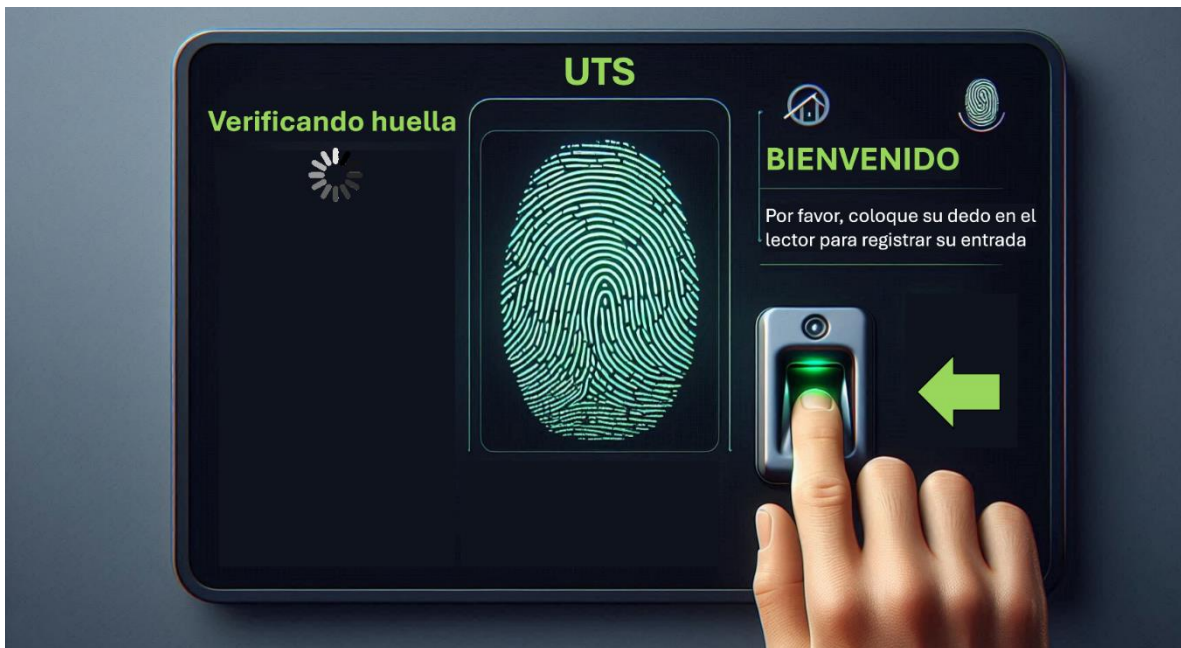 UTS
Verificando huella
BIENVENIDO
Por favor, coloque su dedo en el
lector para registrar su entrada